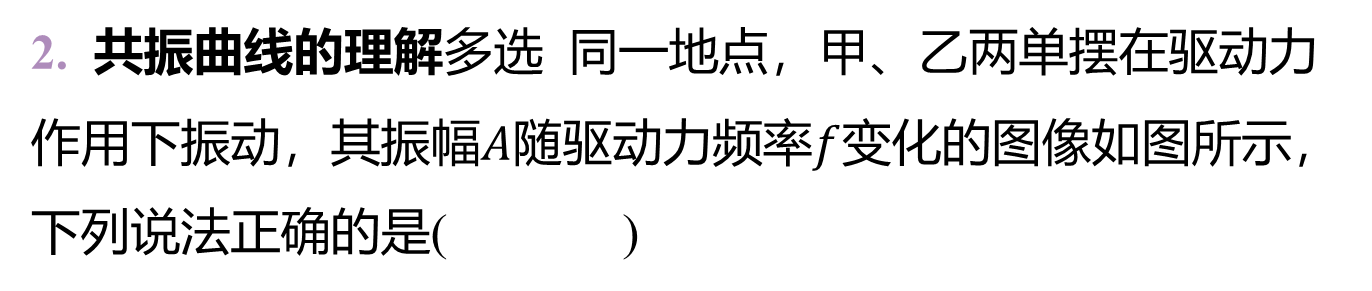 2. 共振曲线的理解多选 同一地点，甲、乙两单摆在驱动力
作用下振动，其振幅A随驱动力频率f变化的图像如图所示，
下列说法正确的是( )